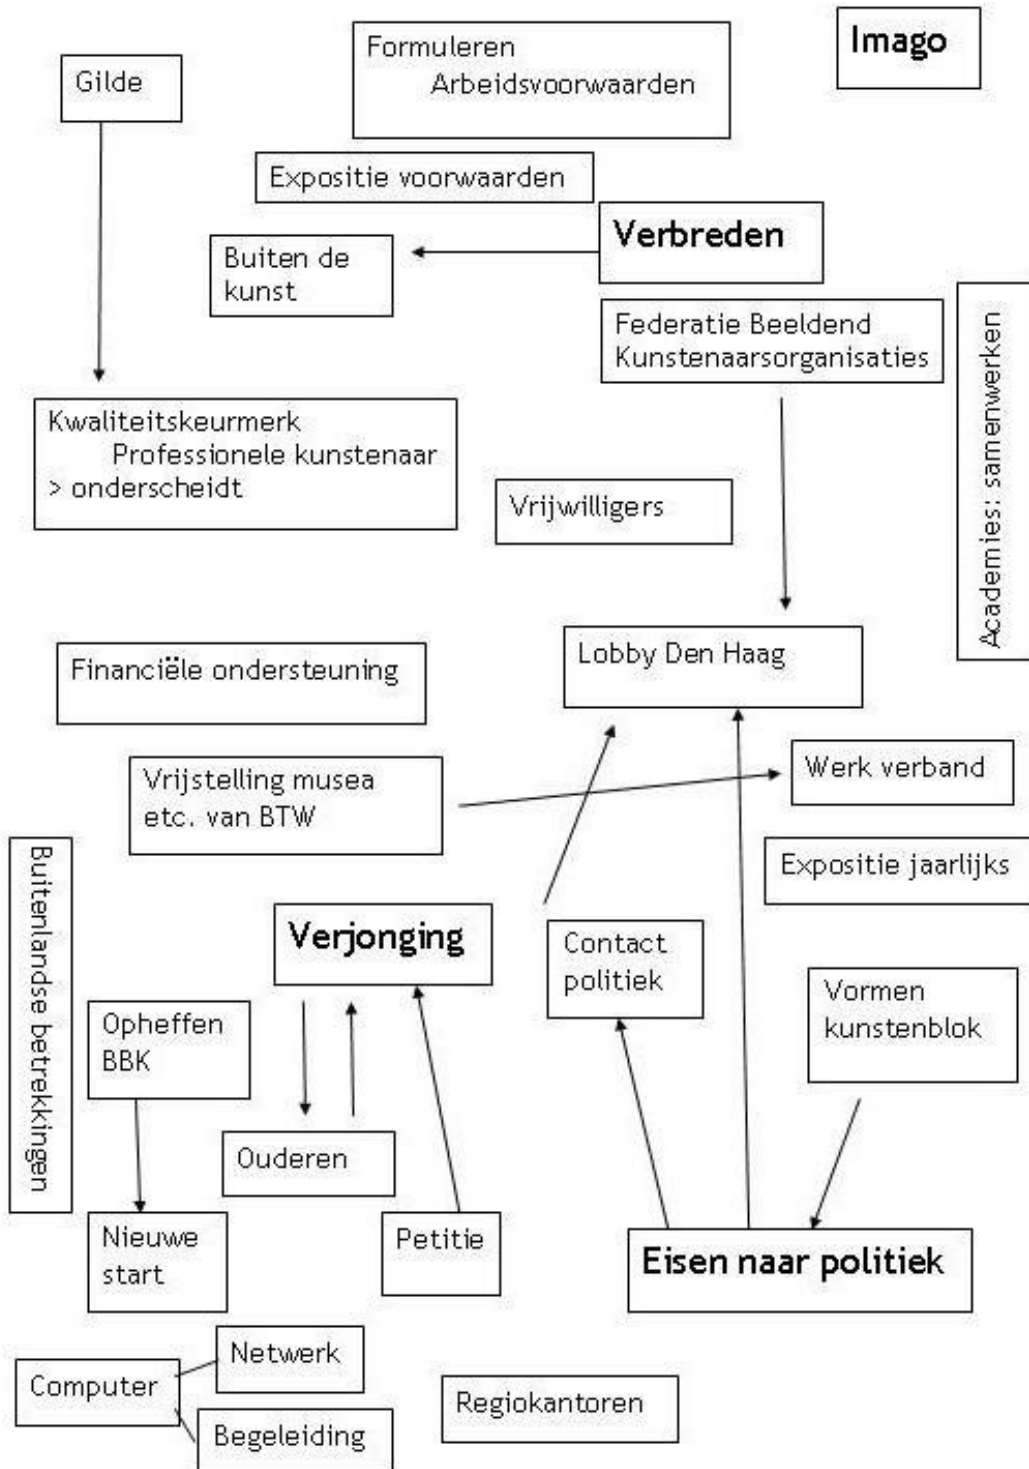 Imago
Formuleren
Arbeidsvoorwaarden
Gilde
Expositie voorwaarden
Verbreden
Buiten de
kunst
Federatie Beeldend
Kunstenaarsorganisaties
Academies: samenwerken
Kwaliteitskeurmerk
Professionele kunstenaar
> onderscheidt
Vrijwilligers
Lobby Den Haag
Financiële ondersteuning
Werk verband
Vrijstelling musea
etc. van BTW
Expositie jaarlijks
Buitenlandse betrekkingen
Verjonging
Contact
politiek
Vormen
kunstenblok
Opheffen
BBK
Ouderen
Nieuwe
start
Petitie
Eisen naar politiek
Netwerk
Computer
Begeleiding
Regiokantoren